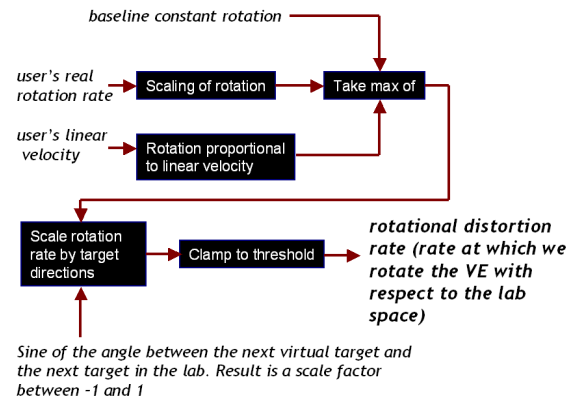 baseline constant rotation
user's real
rotation rate
Scaling of rotation
Take max of
user's linear
velocity
Rotation proportional
to linear velocity
Scale rotation
rate by target
directions
Clamp to threshold
rotational distortion
rate (rate at which we
rotate the VE with
respect to the lab
space)
Sine of the angle between the next virtual target and
the next target in the lab. Result is a scale factor
between -1 and 1